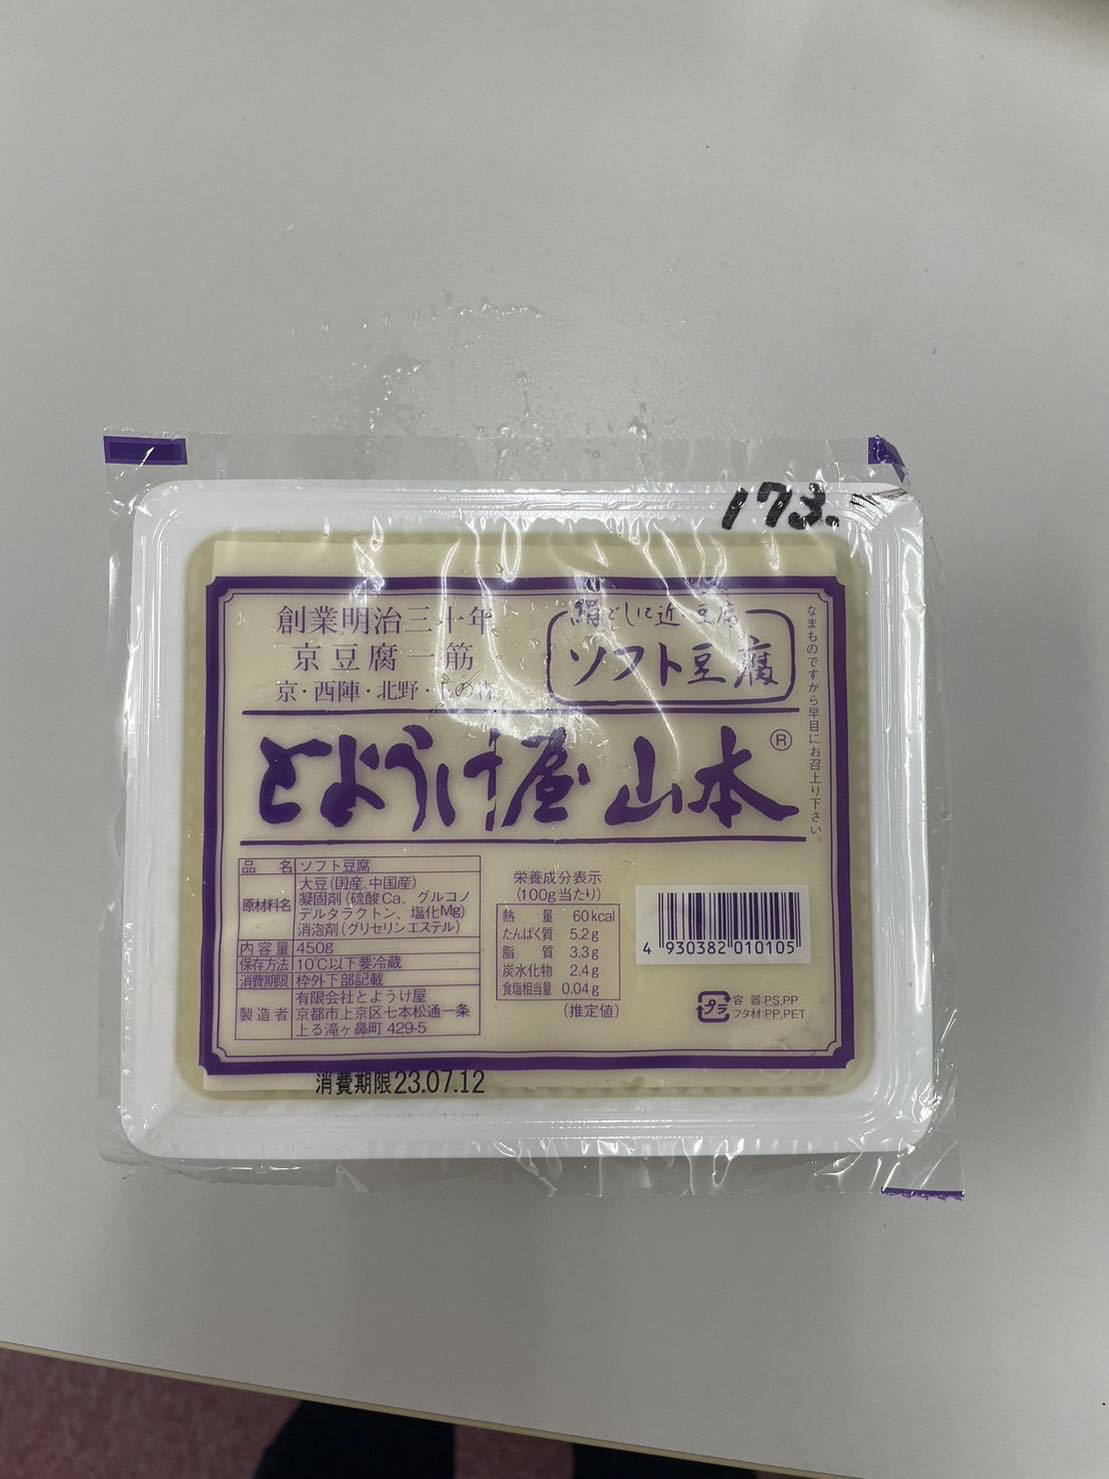 173.
創業明治三十年
京豆腐一筋
京・西陣・北野・
絹ごしに近い豆腐
ソフト豆腐
なまものですから早目にお召上り下さい。
とようけ屋山本®
品名 ソフト豆腐
原材料名 大豆(国産、中国産)
凝固剤(硫酸Ca、グルコノ
デルタラクトン、塩化Mg)
消泡剤(グリセリンエステル)
内容量 450g
保存方法 10℃以下要冷蔵
消費期限 枠外下部記載
製造者 有限会社とようけ屋
京都市上京区七本松通一条
上る滝ヶ鼻町 429-5
栄養成分表示
(100g当たり)
熱量 60kcal
たんぱく質 5.2g
脂質 3.3g
炭水化物 2.4g
食塩相当量 0.04g
(推定値)
4 930382 010105
プラ
容器:PS,PP
フタ材:PP,PET
消費期限23.07.12